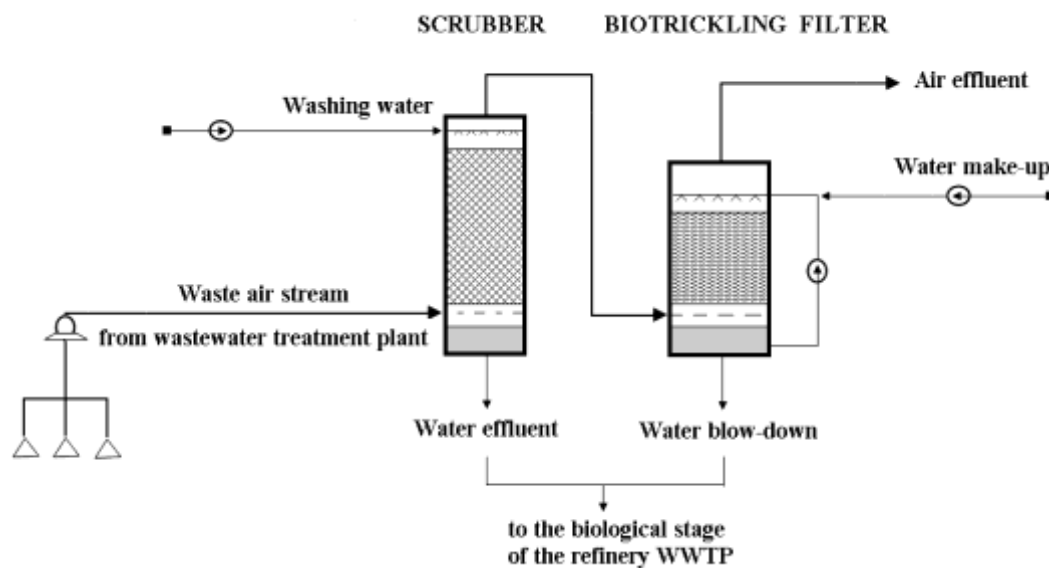 SCRUBBER
BIOTRICKLING FILTER
Air effluent
Washing water
Water make-up
Waste air stream
from wastewater treatment plant
Water effluent
Water blow-down
to the biological stage
of the refinery WWTP